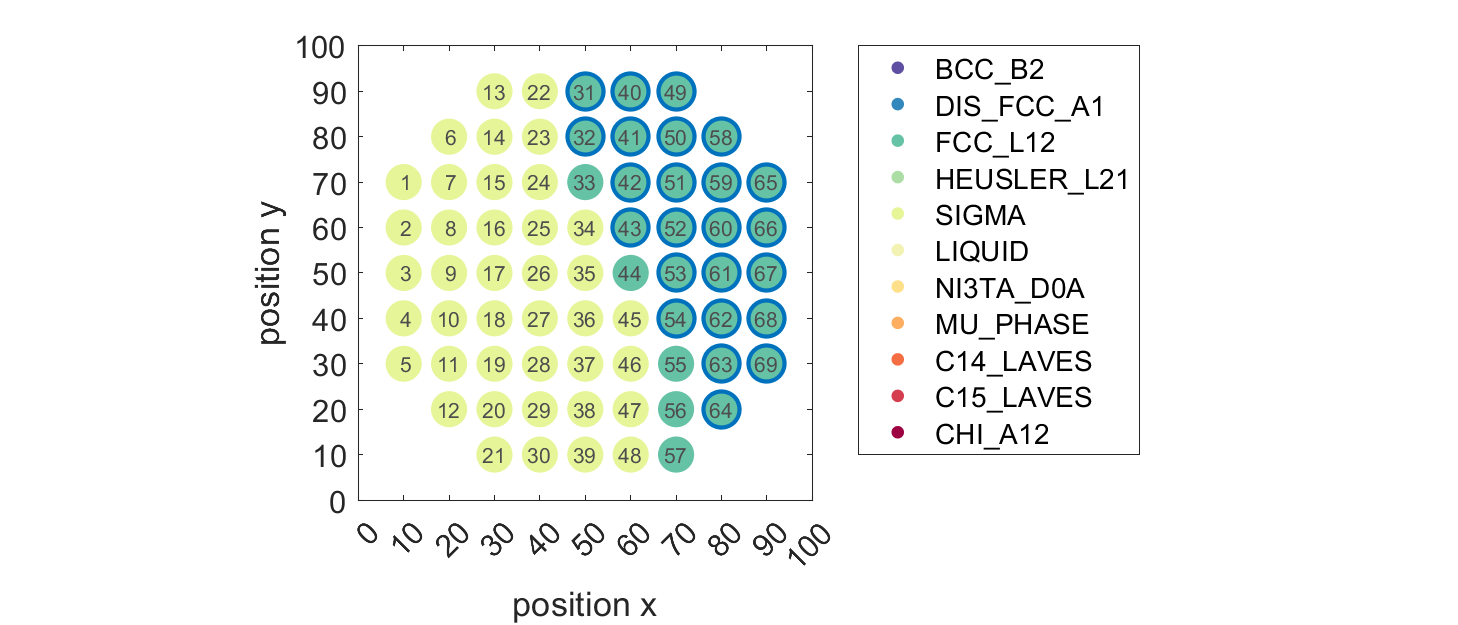 100
90
80
70
60
50
40
30
20
10
0
position y
13 22 31 40 49
6 14 23 32 41 50 58
1 7 15 24 33 42 51 59 65
2 8 16 25 34 43 52 60 66
3 9 17 26 35 44 53 61 67
4 10 18 27 36 45 54 62 68
5 11 19 28 37 46 55 63 69
12 20 29 38 47 56 64
21 30 39 48 57
0 10 20 30 40 50 60 70 80 90 100
position x
BCC_B2
DIS_FCC_A1
FCC_L12
HEUSLER_L21
SIGMA
LIQUID
NI3TA_D0A
MU_PHASE
C14_LAVES
C15_LAVES
CHI_A12